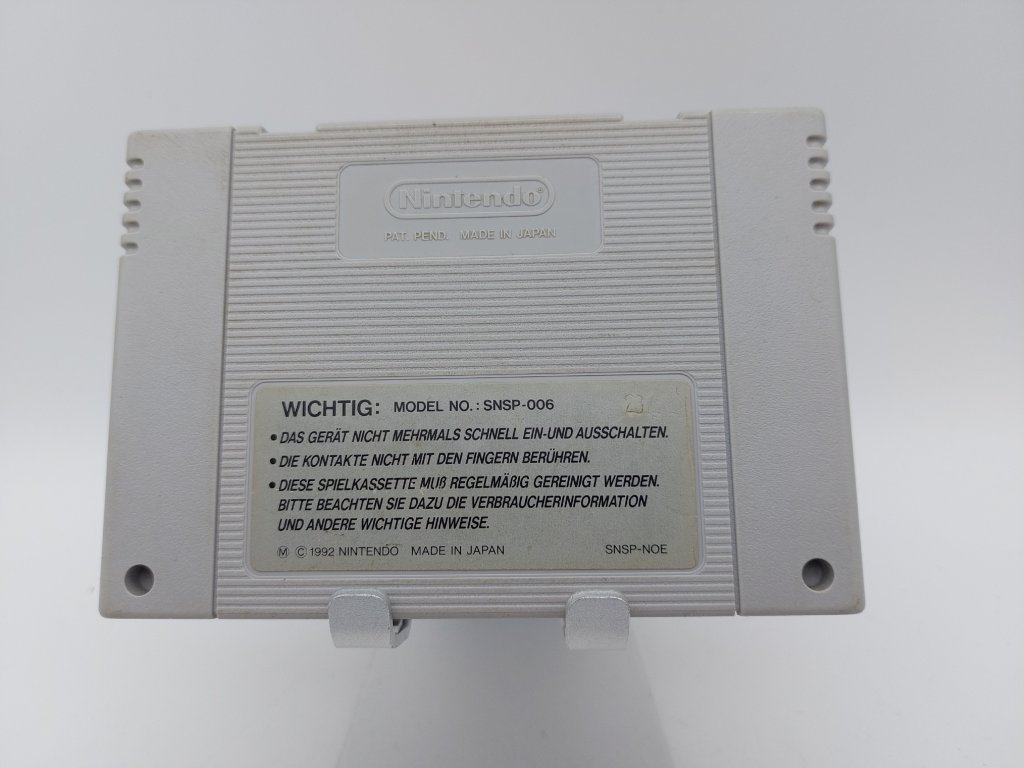 Nintendo®
PAT. PEND. MADE IN JAPAN
WICHTIG: MODEL NO.: SNSP-006
• DAS GERÄT NICHT MEHRMALS SCHNELL EIN-UND AUSSCHALTEN.
• DIE KONTAKTE NICHT MIT DEN FINGERN BERÜHREN.
• DIESE SPIELKASSETTE MUß REGELMÄßIG GEREINIGT WERDEN.
BITTE BEACHTEN SIE DAZU DIE VERBRAUCHERINFORMATION
UND ANDERE WICHTIGE HINWEISE.
Ⓜ © 1992 NINTENDO MADE IN JAPAN SNSP-NOE